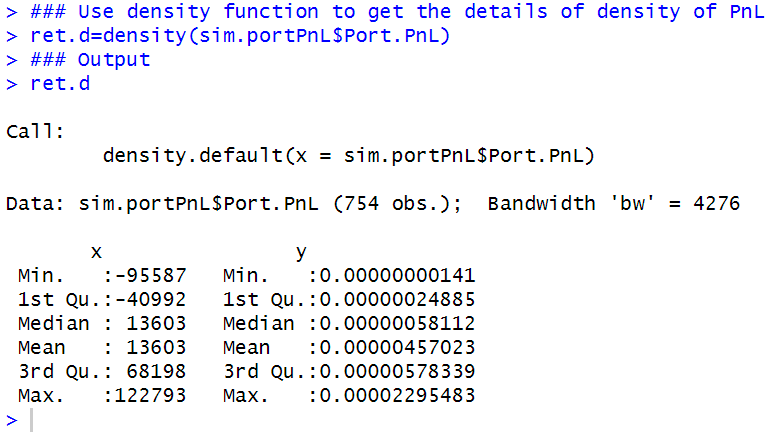 > ### Use density function to get the details of density of PnL
> ret.d=density(sim.portPnL$Port.PnL)
> ### Output
> ret.d
Call:
        density.default(x = sim.portPnL$Port.PnL)
Data: sim.portPnL$Port.PnL (754 obs.);  Bandwidth 'bw' = 4276
       x                y
 Min.   :-95587   Min.   :0.00000000141
 1st Qu.:-40992   1st Qu.:0.00000024885
 Median : 13603   Median :0.00000058112
 Mean   : 13603   Mean   :0.00000457023
 3rd Qu.: 68198   3rd Qu.:0.00000578339
 Max.   :122793   Max.   :0.00002295483
>